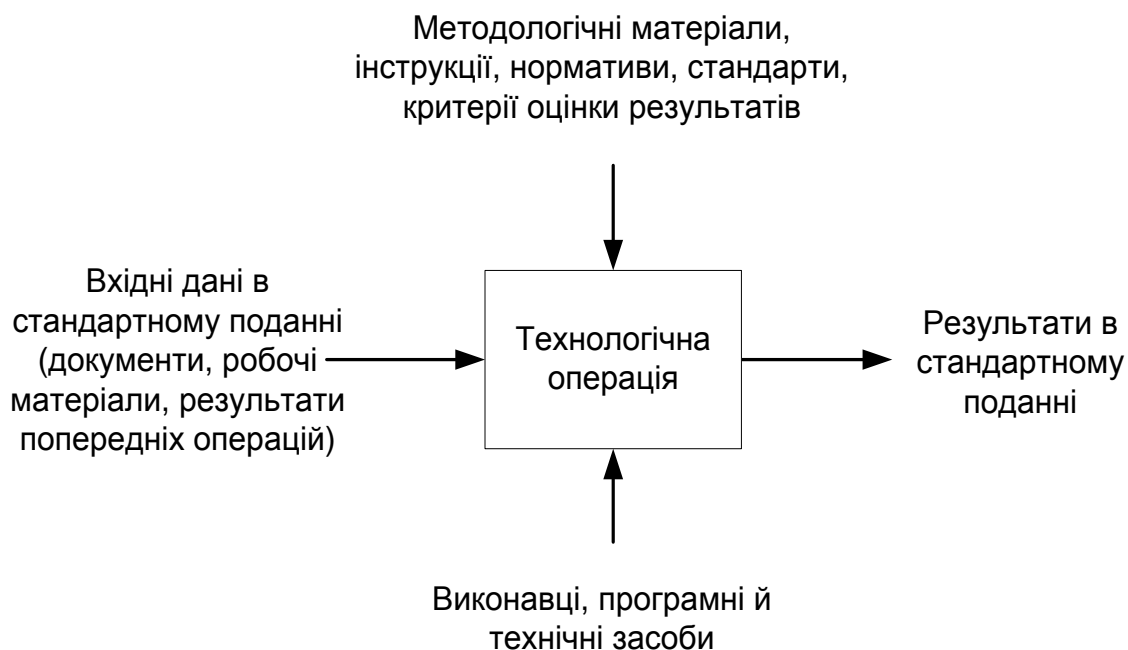 Методологічні матеріали,
інструкції, нормативи, стандарти,
критерії оцінки результатів
Вхідні дані в
стандартному поданні
(документи, робочі
матеріали, результати
попередніх операцій)
Технологічна
операція
Результати в
стандартному
поданні
Виконавці, програмні й
технічні засоби